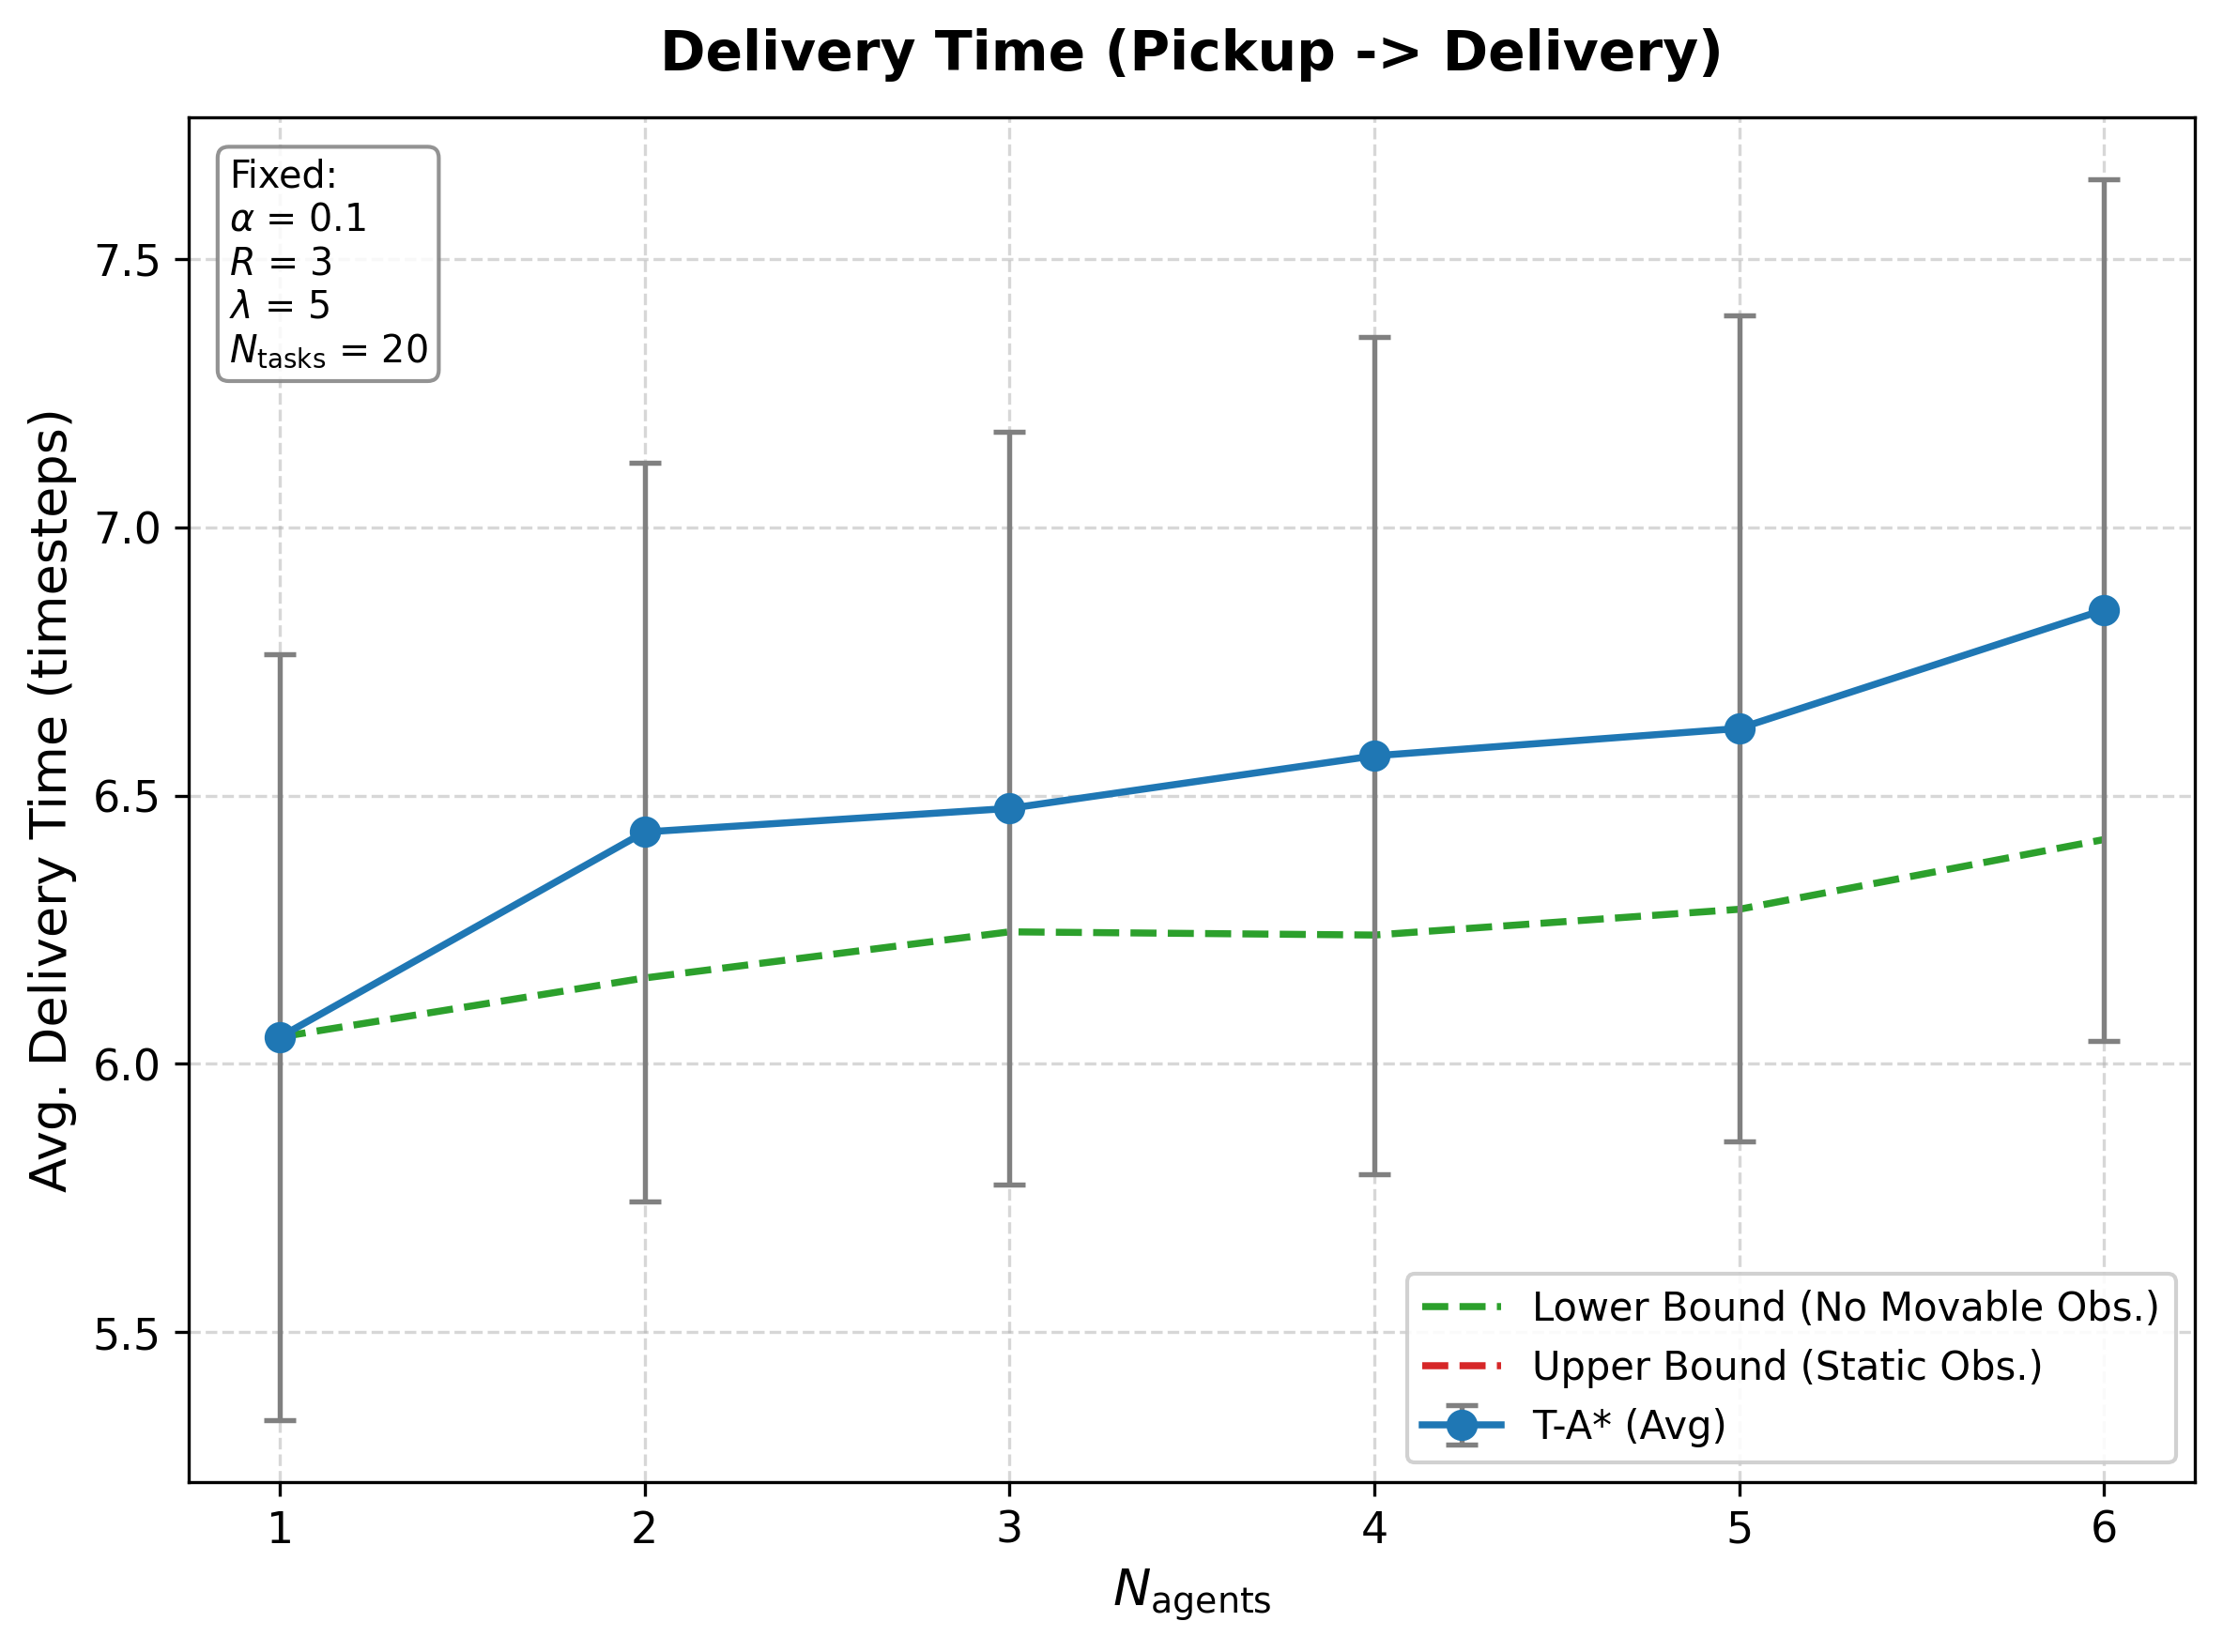 Delivery Time (Pickup -> Delivery)
Fixed:
α = 0.1
R = 3
λ = 5
N_tasks = 20
Avg. Delivery Time (timesteps)
7.5
7.0
6.5
6.0
5.5
Lower Bound (No Movable Obs.)
Upper Bound (Static Obs.)
T-A* (Avg)
1 2 3 4 5 6
N_agents